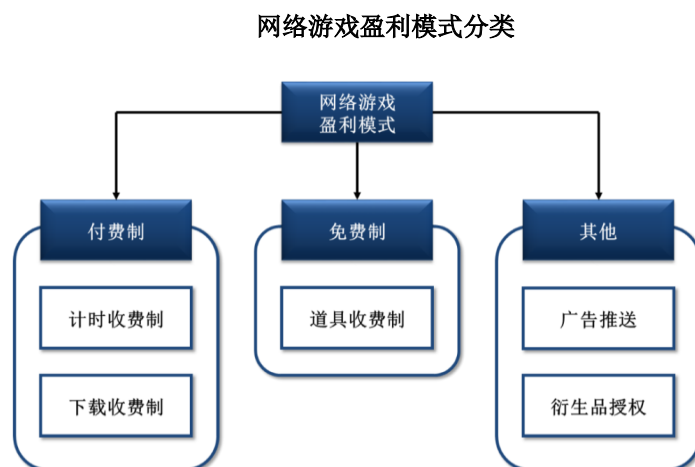 网络游戏盈利模式分类
网络游戏
盈利模式
付费制
免费制
其他
计时收费制
道具收费制
广告推送
下载收费制
衍生品授权